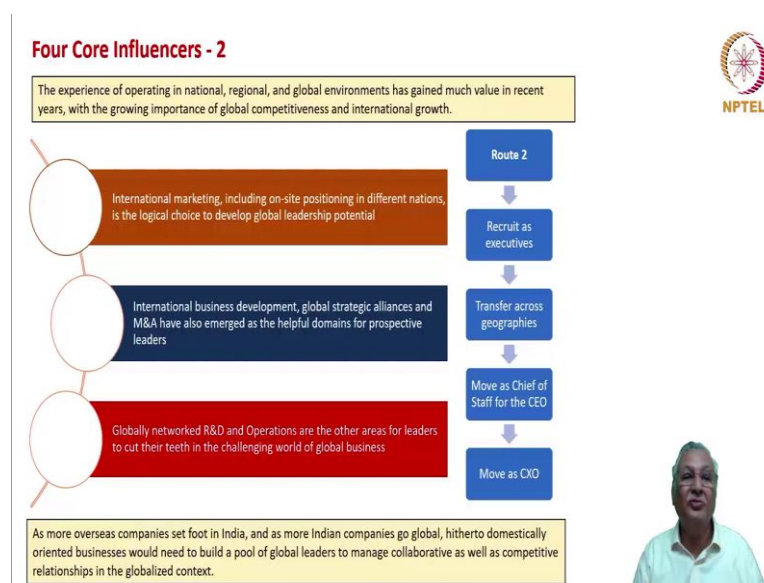 Four Core Influencers - 2
NPTEL
The experience of operating in national, regional, and global environments has gained much value in recent
years, with the growing importance of global competitiveness and international growth.
International marketing, including on-site positioning in different nations,
is the logical choice to develop global leadership potential
International business development, global strategic alliances and
M&A have also emerged as the helpful domains for prospective
leaders
Globally networked R&D and Operations are the other areas for leaders
to cut their teeth in the challenging world of global business
Route 2
Recruit as
executives
Transfer across
geographies
Move as Chief of
Staff for the CEO
Move as CXO
As more overseas companies set foot in India, and as more Indian companies go global, hitherto domestically
oriented businesses would need to build a pool of global leaders to manage collaborative as well as competitive
relationships in the globalized context.